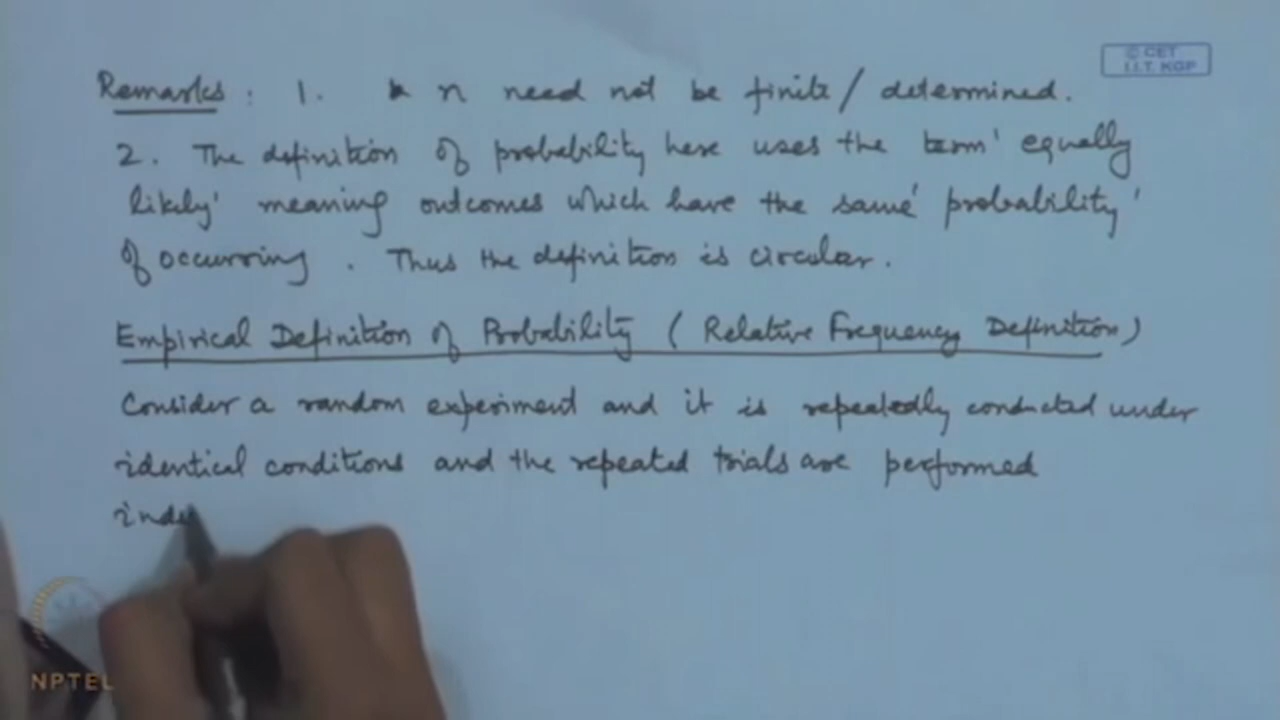 © CET
I.I.T. KGP
Remarks : 1. n need not be finite / determined.
2. The definition of probability here uses the term 'equally
likely' meaning outcomes which have the same 'probability'
of occurring . Thus the definition is circular.
Empirical Definition of Probability ( Relative Frequency Definition)
Consider a random experiment and it is repeatedly conducted under
identical conditions and the repeated trials are performed
inde
NPTEL